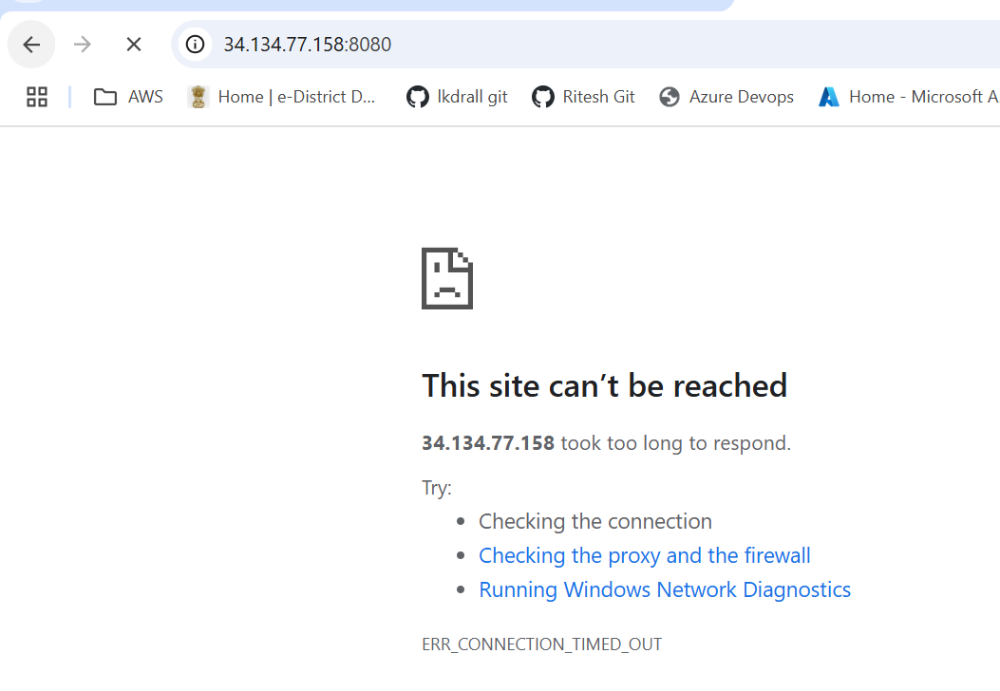 34.134.77.158:8080
AWS Home | e-District D... lkdrall git Ritesh Git Azure Devops Home - Microsoft A
This site can’t be reached
34.134.77.158 took too long to respond.
Try:
Checking the connection
Checking the proxy and the firewall
Running Windows Network Diagnostics
ERR_CONNECTION_TIMED_OUT